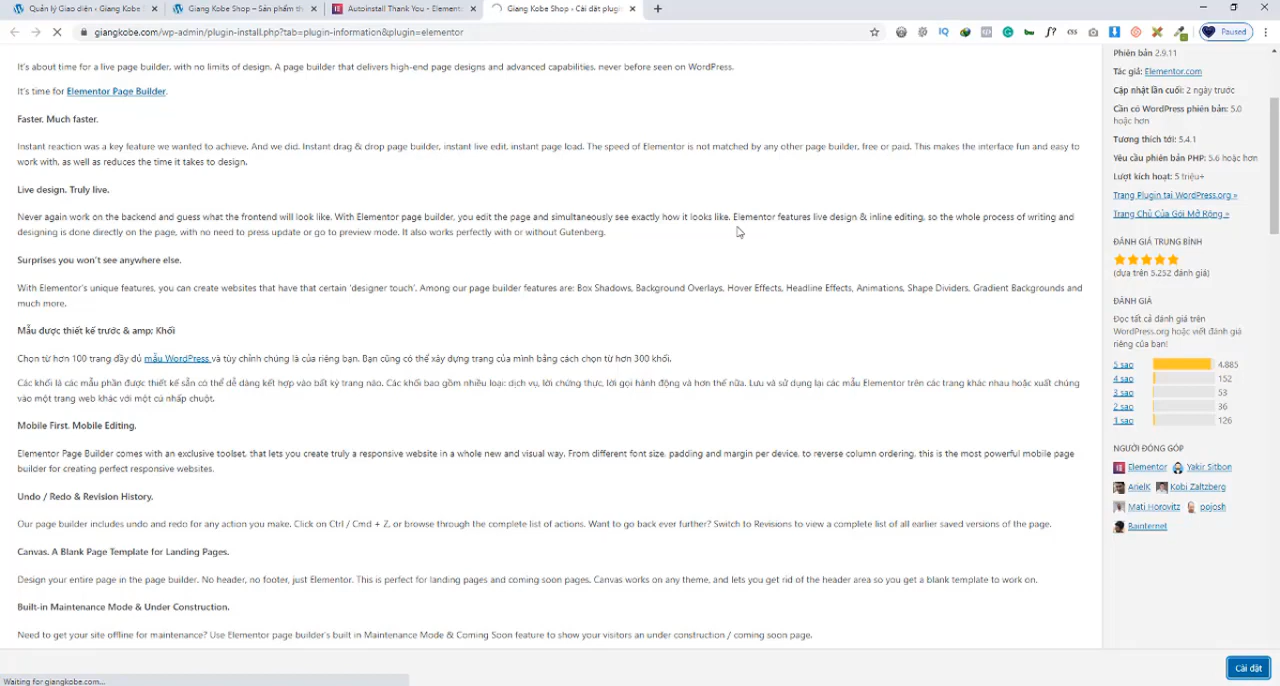 Quản lý Giao diện ‹ Giang Kobe
Giang Kobe Shop – Sản phẩm th
Autoinstall Thank You - Element
Giang Kobe Shop › Cài đặt plugi
giangkobe.com/wp-admin/plugin-install.php?tab=plugin-information&plugin=elementor
Paused
It's about time for a live page builder, with no limits of design. A page builder that delivers high-end page designs and advanced capabilities, never before seen on WordPress.
It's time for Elementor Page Builder.
Faster. Much faster.
Instant reaction was a key feature we wanted to achieve. And we did. Instant drag & drop page builder, instant live edit, instant page load. The speed of Elementor is not matched by any other page builder, free or paid. This makes the interface fun and easy to
work with, as well as reduces the time it takes to design.
Live design. Truly live.
Never again work on the backend and guess what the frontend will look like. With Elementor page builder, you edit the page and simultaneously see exactly how it looks like. Elementor features live design & inline editing, so the whole process of writing and
designing is done directly on the page, with no need to press update or go to preview mode. It also works perfectly with or without Gutenberg.
Surprises you won't see anywhere else.
With Elementor's unique features, you can create websites that have that certain 'designer touch'. Among our page builder features are: Box Shadows, Background Overlays, Hover Effects, Headline Effects, Animations, Shape Dividers, Gradient Backgrounds and
much more.
Mẫu được thiết kế trước & amp; Khối
Chọn từ hơn 100 trang đầy đủ mẫu WordPress và tùy chỉnh chúng là của riêng bạn. Bạn cũng có thể xây dựng trang của mình bằng cách chọn từ hơn 300 khối.
Các khối là các mẫu phần được thiết kế sẵn có thể dễ dàng kết hợp vào bất kỳ trang nào. Các khối bao gồm nhiều loại: dịch vụ, lời chứng thực, lời gọi hành động và hơn thế nữa. Lưu và sử dụng lại các mẫu Elementor trên các trang khác nhau hoặc xuất chúng
vào một trang web khác với một cú nhấp chuột.
Mobile First. Mobile Editing.
Elementor Page Builder comes with an exclusive toolset, that lets you create truly a responsive website in a whole new and visual way. From different font size, padding and margin per device, to reverse column ordering, this is the most powerful mobile page
builder for creating perfect responsive websites.
Undo / Redo & Revision History.
Our page builder includes undo and redo for any action you make. Click on Ctrl / Cmd + Z, or browse through the complete list of actions. Want to go back ever further? Switch to Revisions to view a complete list of all earlier saved versions of the page.
Canvas. A Blank Page Template for Landing Pages.
Design your entire page in the page builder. No header, no footer, just Elementor. This is perfect for landing pages and coming soon pages. Canvas works on any theme, and lets you get rid of the header area so you get a blank template to work on.
Built-in Maintenance Mode & Under Construction.
Need to get your site offline for maintenance? Use Elementor page builder's built in Maintenance Mode & Coming Soon feature to show your visitors an under construction / coming soon page.
Phiên bản 2.9.11
Tác giả: Elementor.com
Cập nhật lần cuối: 2 ngày trước
Cần có WordPress phiên bản: 5.0
hoặc hơn
Tương thích tới: 5.4.1
Yêu cầu phiên bản PHP: 5.6 hoặc hơn
Lượt kích hoạt: 5 triệu+
Trang Plugin tại WordPress.org »
Trang Chủ Của Gói Mở Rộng »
ĐÁNH GIÁ TRUNG BÌNH
(dựa trên 5.252 đánh giá)
ĐÁNH GIÁ
Đọc tất cả đánh giá trên
WordPress.org hoặc viết đánh giá
riêng của bạn!
5 sao 4.885
4 sao 152
3 sao 53
2 sao 36
1 sao 126
NGƯỜI ĐÓNG GÓP
Elementor Yakir Sitbon
ArielK Kobi Zaltzberg
Mati Horovitz pojosh
Bainternet
Cài đặt
Waiting for giangkobe.com...